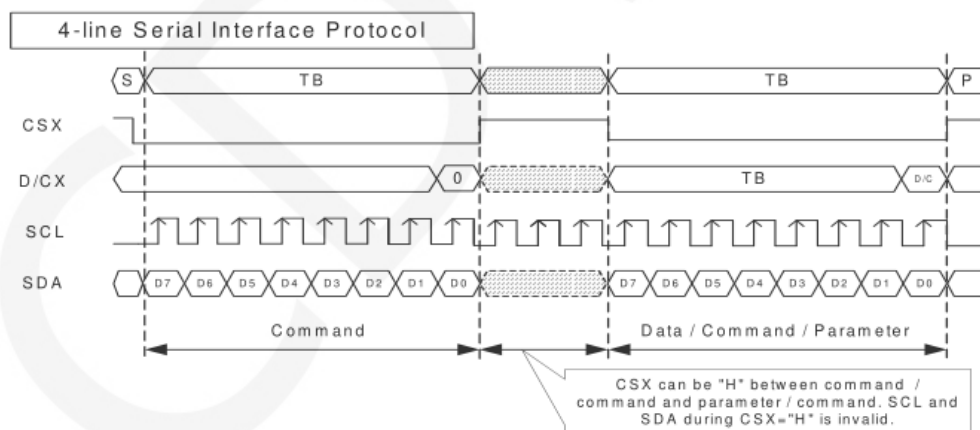 4-line Serial Interface Protocol
S TB TB P
CSX
D/CX 0 TB D/C
SCL
SDA D7 D6 D5 D4 D3 D2 D1 D0 D7 D6 D5 D4 D3 D2 D1 D0
Command Data / Command / Parameter
CSX can be "H" between command /
command and parameter / command. SCL and
SDA during CSX="H" is invalid.